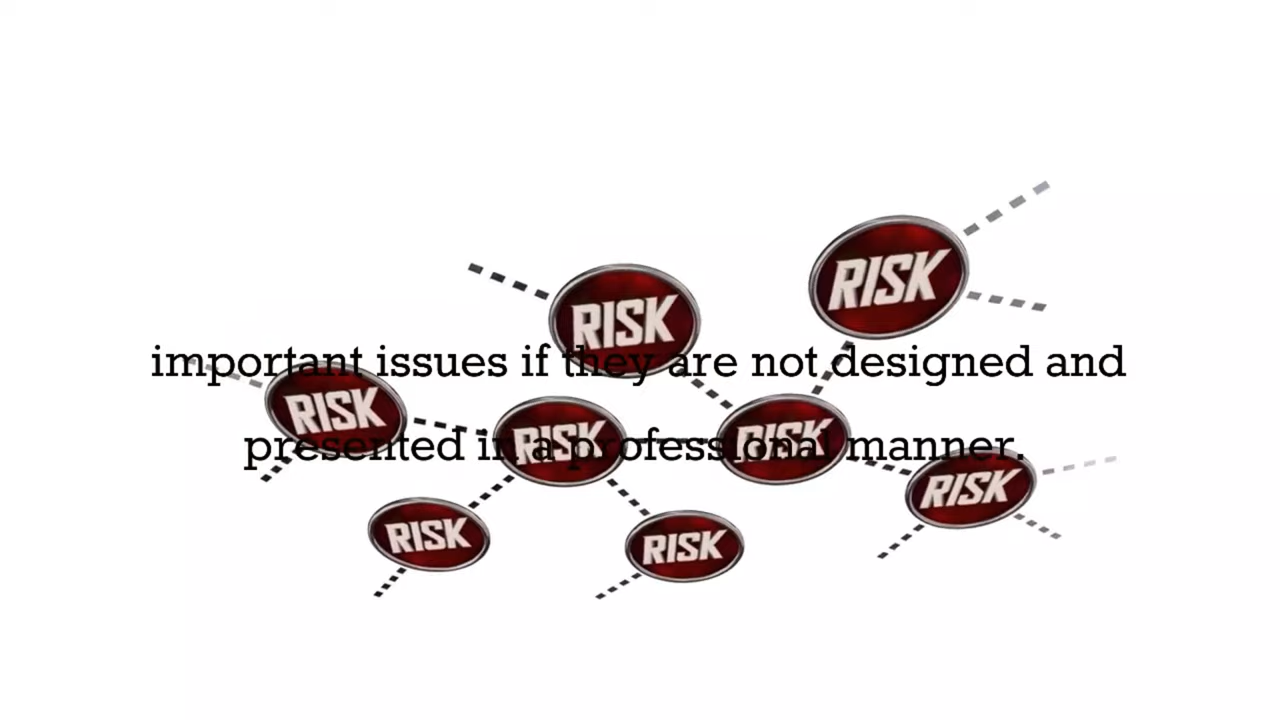 RISK
RISK
important issues if they are not designed and
RISK
RISK
RISK
presented in a professional manner.
RISK
RISK
RISK